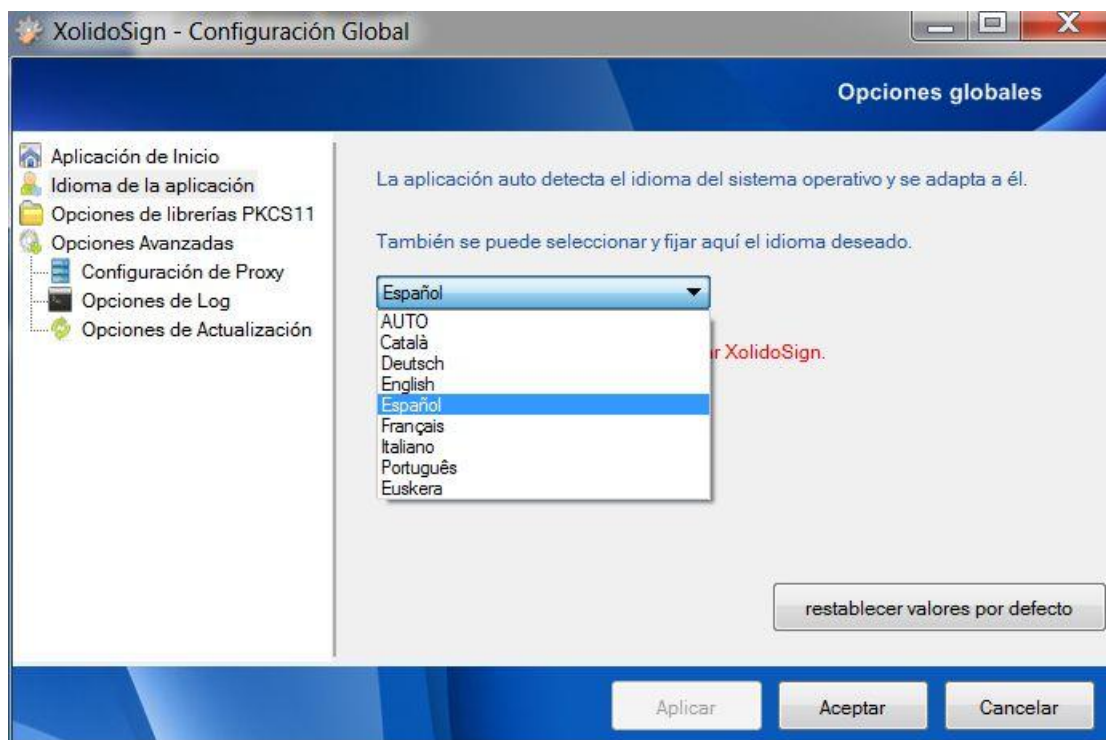 XolidoSign - Configuración Global
Opciones globales
Aplicación de Inicio
Idioma de la aplicación
Opciones de librerías PKCS11
Opciones Avanzadas
Configuración de Proxy
Opciones de Log
Opciones de Actualización
La aplicación auto detecta el idioma del sistema operativo y se adapta a él.
También se puede seleccionar y fijar aquí el idioma deseado.
Español
AUTO
Català
Deutsch
English
Español
Français
Italiano
Português
Euskera
XolidoSign.
restablecer valores por defecto
Aplicar
Aceptar
Cancelar